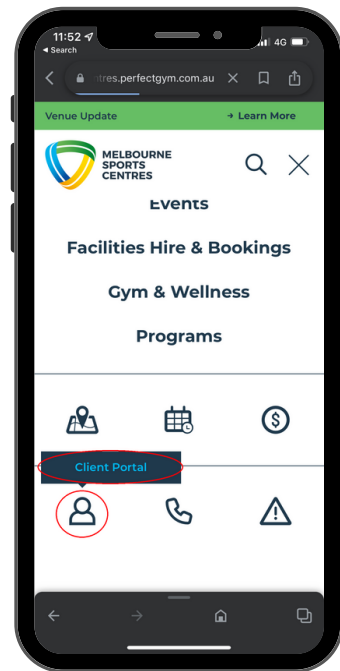 11:52
Search
4G
tres.perfectgym.com.au
Venue Update
Learn More
MELBOURNE
SPORTS
CENTRES
Events
Facilities Hire & Bookings
Gym & Wellness
Programs
$
Client Portal